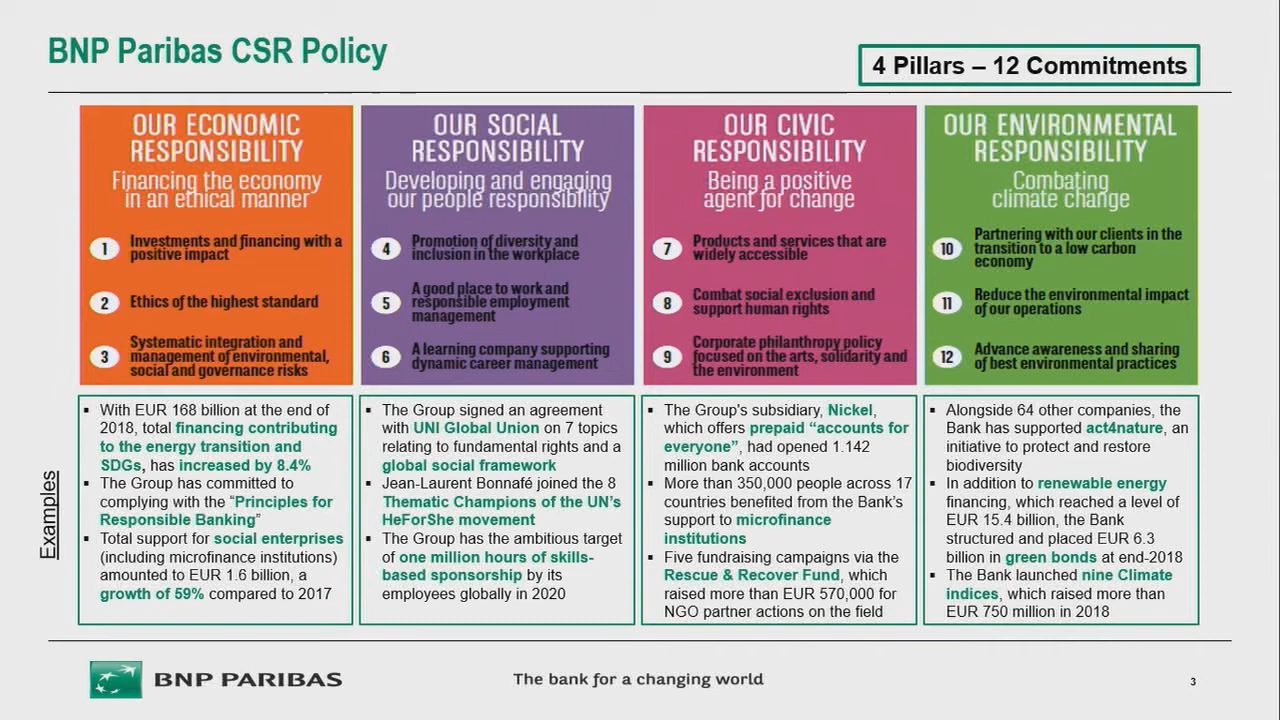 BNP Paribas CSR Policy
4 Pillars – 12 Commitments
OUR ECONOMIC
RESPONSIBILITY
Financing the economy
in an ethical manner
1
Investments and financing with a
positive impact
2
Ethics of the highest standard
3
Systematic integration and
management of environmental,
social and governance risks
OUR SOCIAL
RESPONSIBILITY
Developing and engaging
our people responsibility
4
Promotion of diversity and
inclusion in the workplace
5
A good place to work and
responsible employment
management
6
A learning company supporting
dynamic career management
OUR CIVIC
RESPONSIBILITY
Being a positive
agent for change
7
Products and services that are
widely accessible
8
Combat social exclusion and
support human rights
9
Corporate philanthropy policy
focused on the arts, solidarity and
the environment
OUR ENVIRONMENTAL
RESPONSIBILITY
Combating
climate change
10
Partnering with our clients in the
transition to a low carbon
economy
11
Reduce the environmental impact
of our operations
12
Advance awareness and sharing
of best environmental practices
Examples
▪ With EUR 168 billion at the end of
2018, total financing contributing
to the energy transition and
SDGs, has increased by 8.4%
▪ The Group has committed to
complying with the “Principles for
Responsible Banking”
▪ Total support for social enterprises
(including microfinance institutions)
amounted to EUR 1.6 billion, a
growth of 59% compared to 2017
▪ The Group signed an agreement
with UNI Global Union on 7 topics
relating to fundamental rights and a
global social framework
▪ Jean-Laurent Bonnafé joined the 8
Thematic Champions of the UN’s
HeForShe movement
▪ The Group has the ambitious target
of one million hours of skills-
based sponsorship by its
employees globally in 2020
▪ The Group's subsidiary, Nickel,
which offers prepaid “accounts for
everyone”, had opened 1.142
million bank accounts
▪ More than 350,000 people across 17
countries benefited from the Bank’s
support to microfinance
institutions
▪ Five fundraising campaigns via the
Rescue & Recover Fund, which
raised more than EUR 570,000 for
NGO partner actions on the field
▪ Alongside 64 other companies, the
Bank has supported act4nature, an
initiative to protect and restore
biodiversity
▪ In addition to renewable energy
financing, which reached a level of
EUR 15.4 billion, the Bank
structured and placed EUR 6.3
billion in green bonds at end-2018
▪ The Bank launched nine Climate
indices, which raised more than
EUR 750 million in 2018
BNP PARIBAS
The bank for a changing world
3